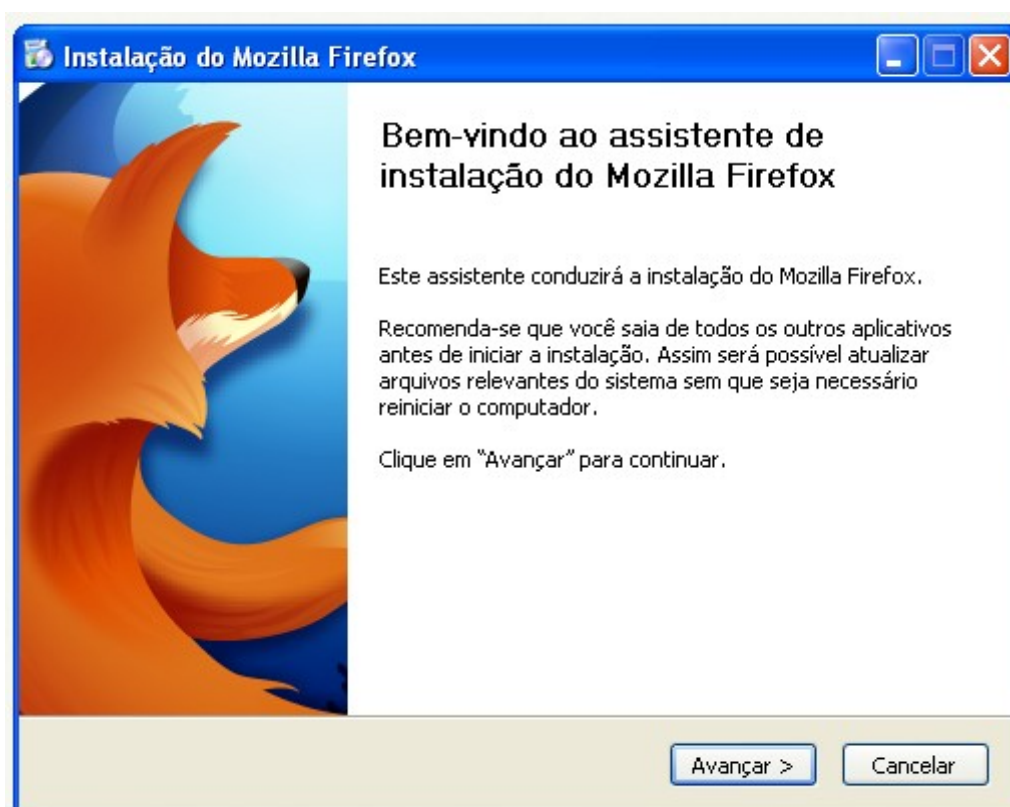 Instalação do Mozilla Firefox
Bem-vindo ao assistente de
instalação do Mozilla Firefox
Este assistente conduzirá a instalação do Mozilla Firefox.
Recomenda-se que você saia de todos os outros aplicativos
antes de iniciar a instalação. Assim será possível atualizar
arquivos relevantes do sistema sem que seja necessário
reiniciar o computador.
Clique em “Avançar” para continuar.
Avançar >
Cancelar